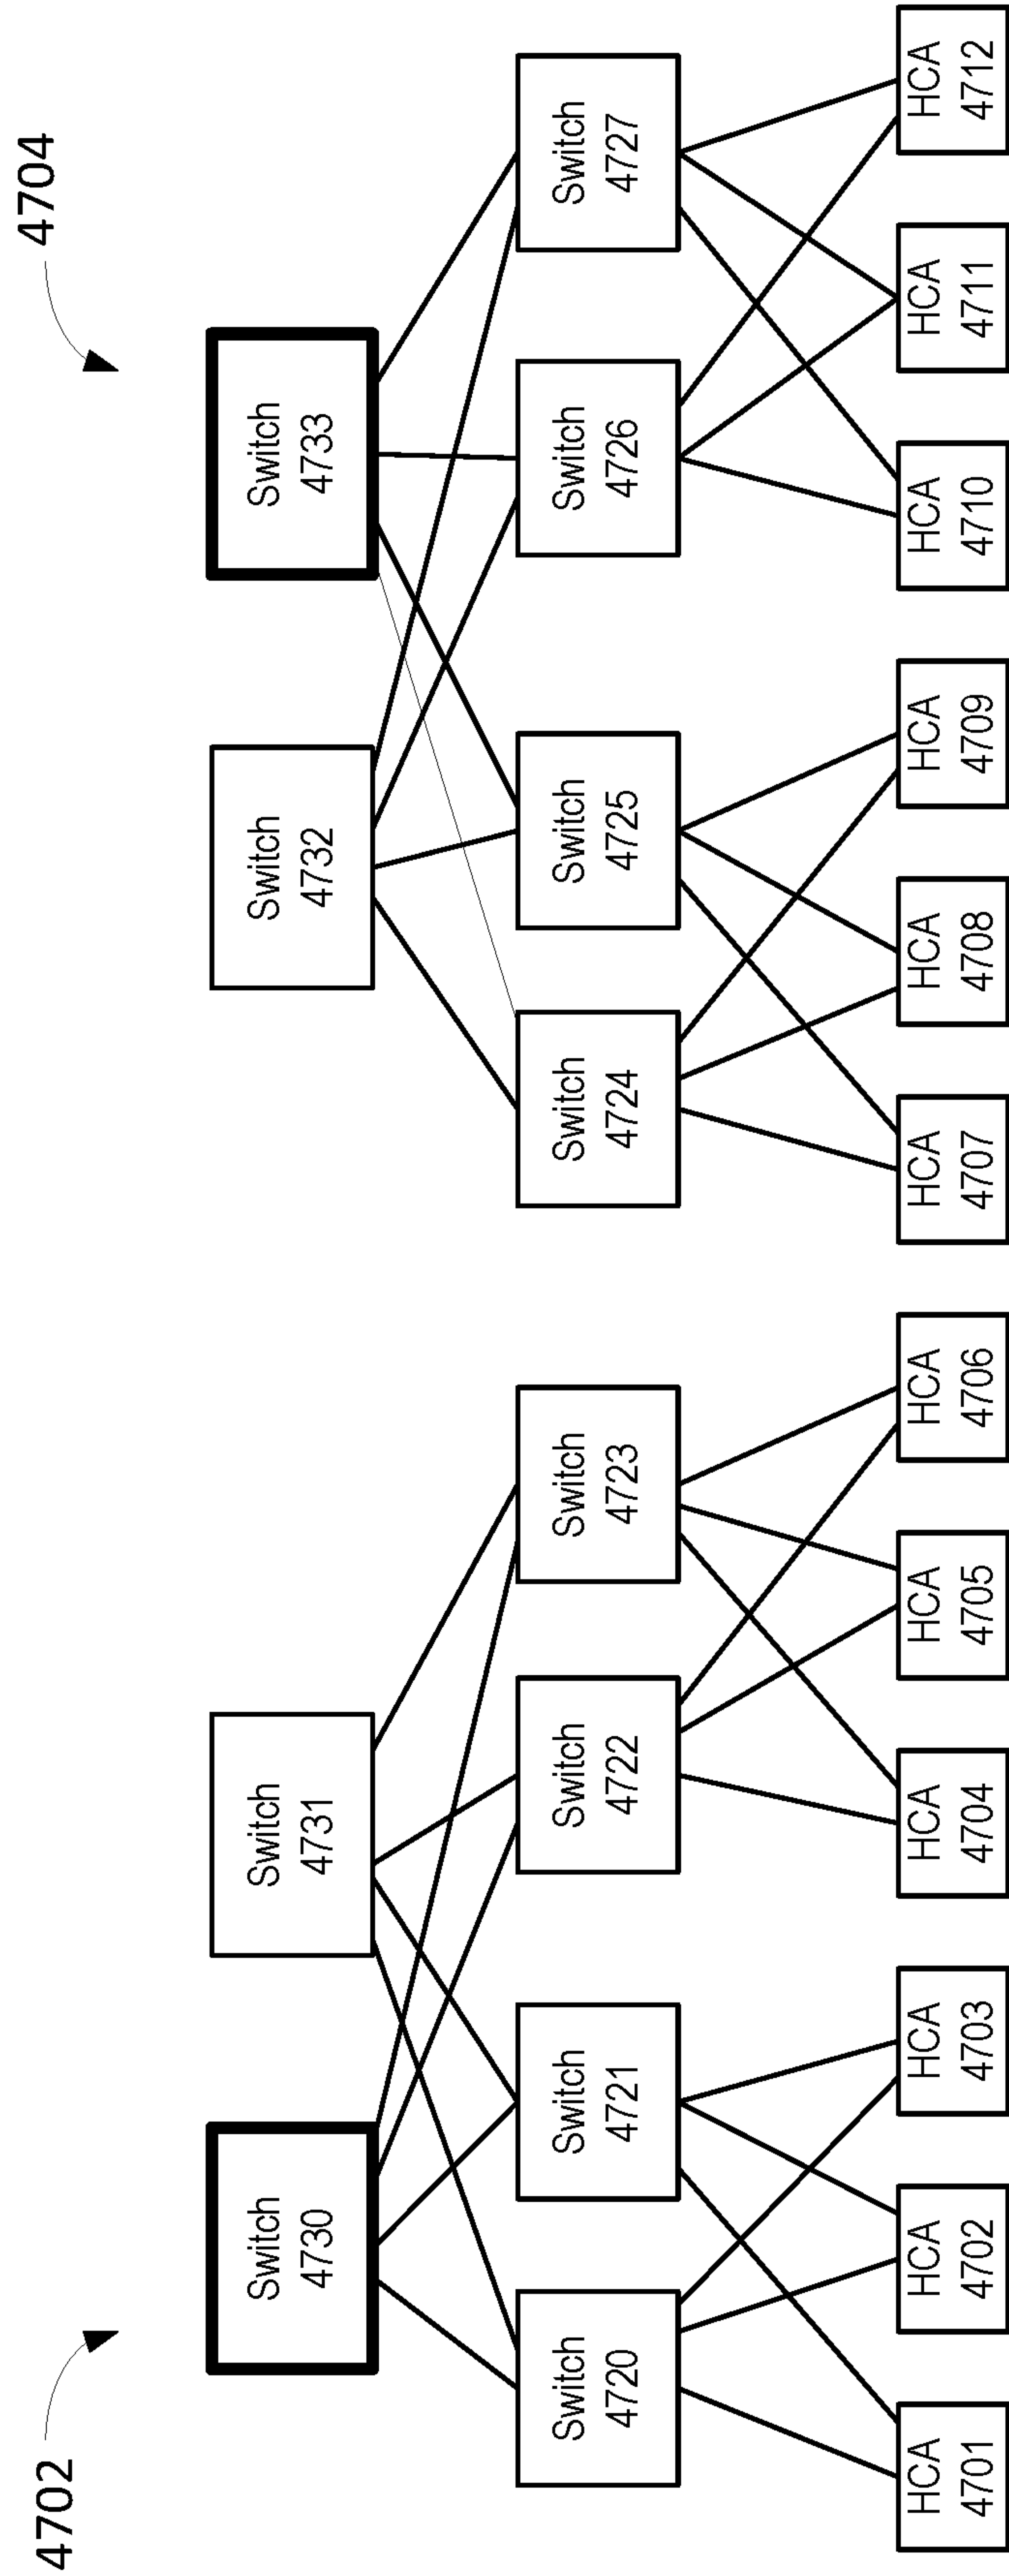 4702
4704
Switch
4730
Switch
4731
Switch
4732
Switch
4733
Switch
4720
Switch
4721
Switch
4722
Switch
4723
Switch
4724
Switch
4725
Switch
4726
Switch
4727
HCA
4701
HCA
4702
HCA
4703
HCA
4704
HCA
4705
HCA
4706
HCA
4707
HCA
4708
HCA
4709
HCA
4710
HCA
4711
HCA
4712